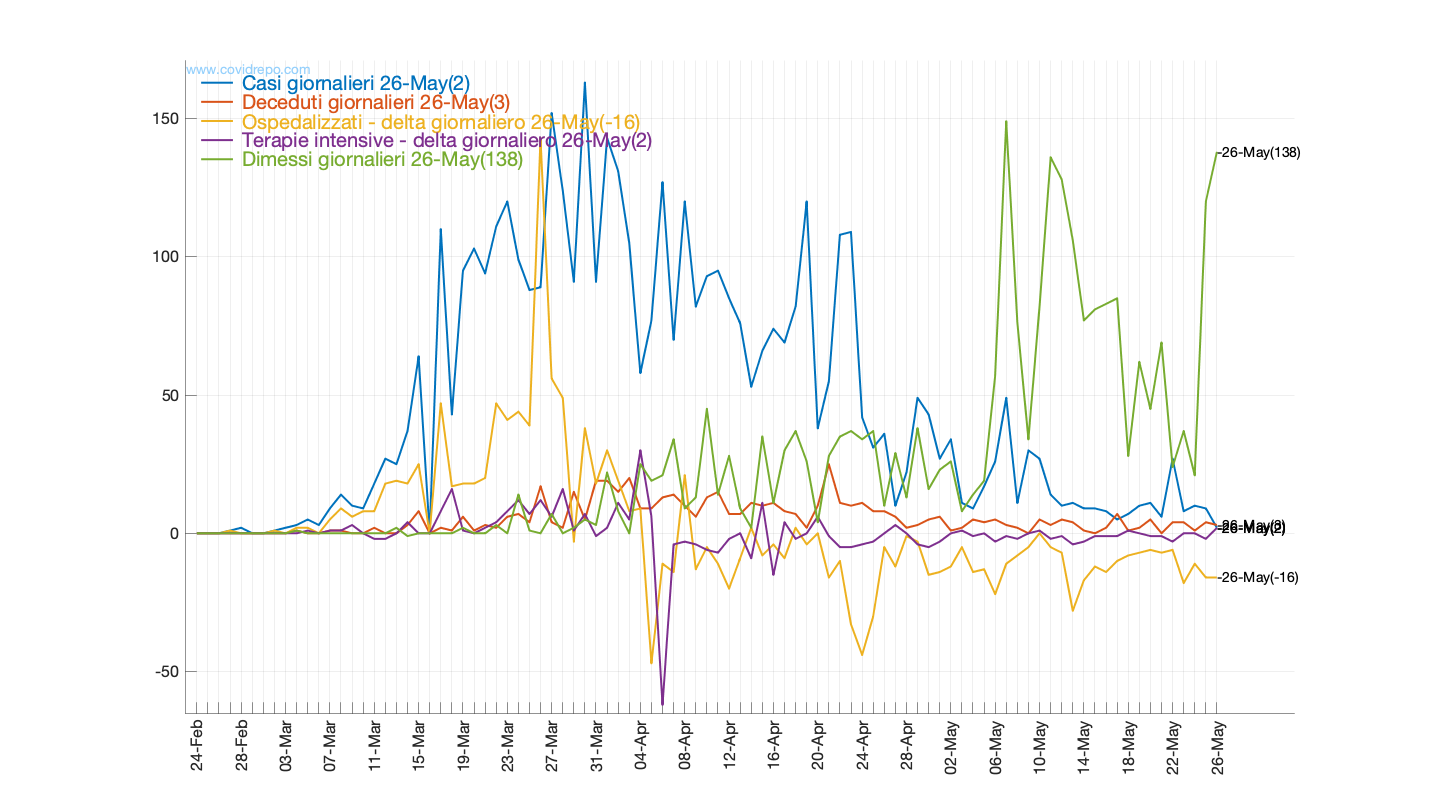 www.covidrepo.com
Casi giornalieri 26-May(2)
Deceduti giornalieri 26-May(3)
Ospedalizzati - delta giornaliero 26-May(-16)
Terapie intensive - delta giornaliero 26-May(2)
Dimessi giornalieri 26-May(138)
150
100
50
0
-50
-26-May(138)
-26-May(3)
-26-May(2)
-26-May(-16)
24-Feb
28-Feb
03-Mar
07-Mar
11-Mar
15-Mar
19-Mar
23-Mar
27-Mar
31-Mar
04-Apr
08-Apr
12-Apr
16-Apr
20-Apr
24-Apr
28-Apr
02-May
06-May
10-May
14-May
18-May
22-May
26-May